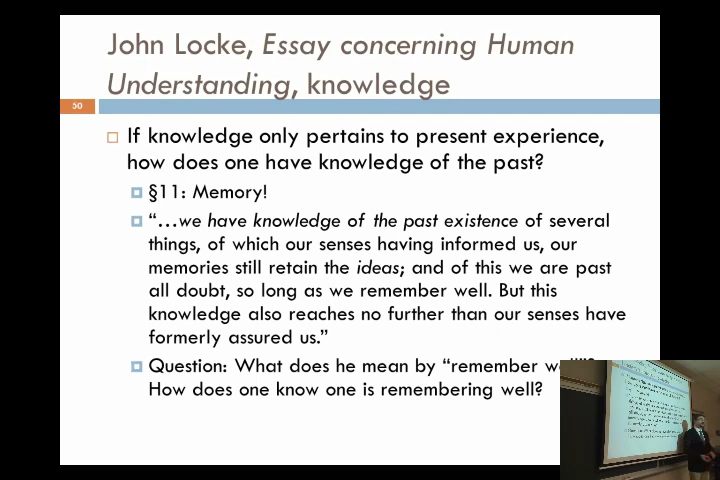 John Locke, Essay concerning Human
Understanding, knowledge
50
If knowledge only pertains to present experience,
how does one have knowledge of the past?
§11: Memory!
“…we have knowledge of the past existence of several
things, of which our senses having informed us, our
memories still retain the ideas; and of this we are past
all doubt, so long as we remember well. But this
knowledge also reaches no further than our senses have
formerly assured us.”
Question: What does he mean by “remember
How does one know one is remembering well?